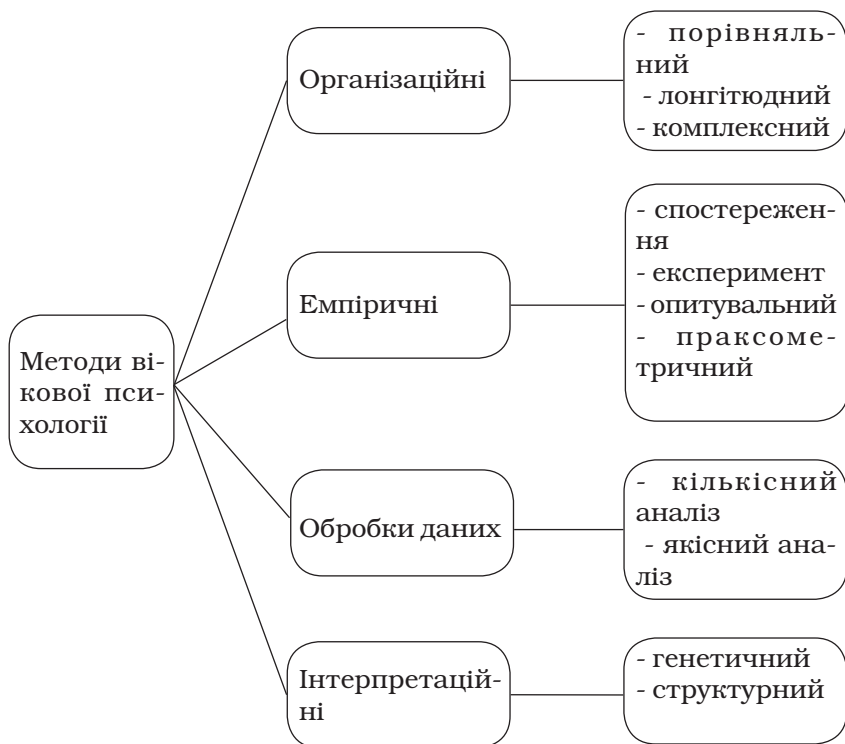 Методи ві-
кової пси-
хології
Організаційні
- порівняль-
ний
- лонгітюдний
- комплексний
Емпіричні
- спостережен-
ня
- експеримент
- опитувальний
- праксоме-
тричний
Обробки даних
- кількісний
аналіз
- якісний ана-
ліз
Інтерпретацій-
ні
- генетичний
- структурний